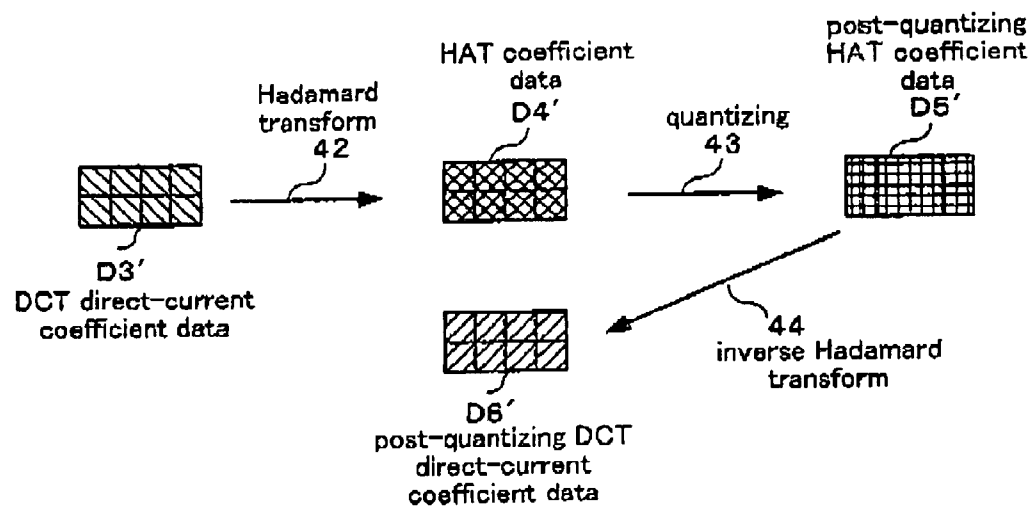 Hadamard
transform
42
HAT coefficient
data
D4′
quantizing
43
post-quantizing
HAT coefficient
data
D5′
D3′
DCT direct-current
coefficient data
44
inverse Hadamard
transform
D6′
post-quantizing DCT
direct-current
coefficient data